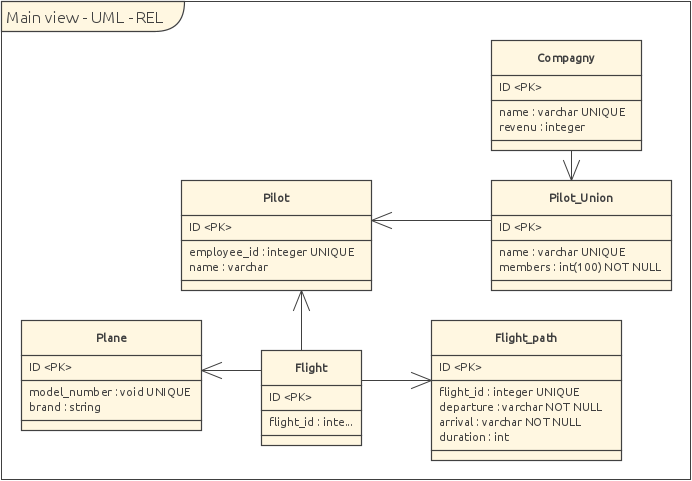 Main view - UML - REL
Compagny
ID <PK>
name : varchar UNIQUE
revenu : integer
Pilot
ID <PK>
employee_id : integer UNIQUE
name : varchar
Pilot_Union
ID <PK>
name : varchar UNIQUE
members : int(100) NOT NULL
Plane
ID <PK>
model_number : void UNIQUE
brand : string
Flight
ID <PK>
flight_id : inte...
Flight_path
ID <PK>
flight_id : integer UNIQUE
departure : varchar NOT NULL
arrival : varchar NOT NULL
duration : int